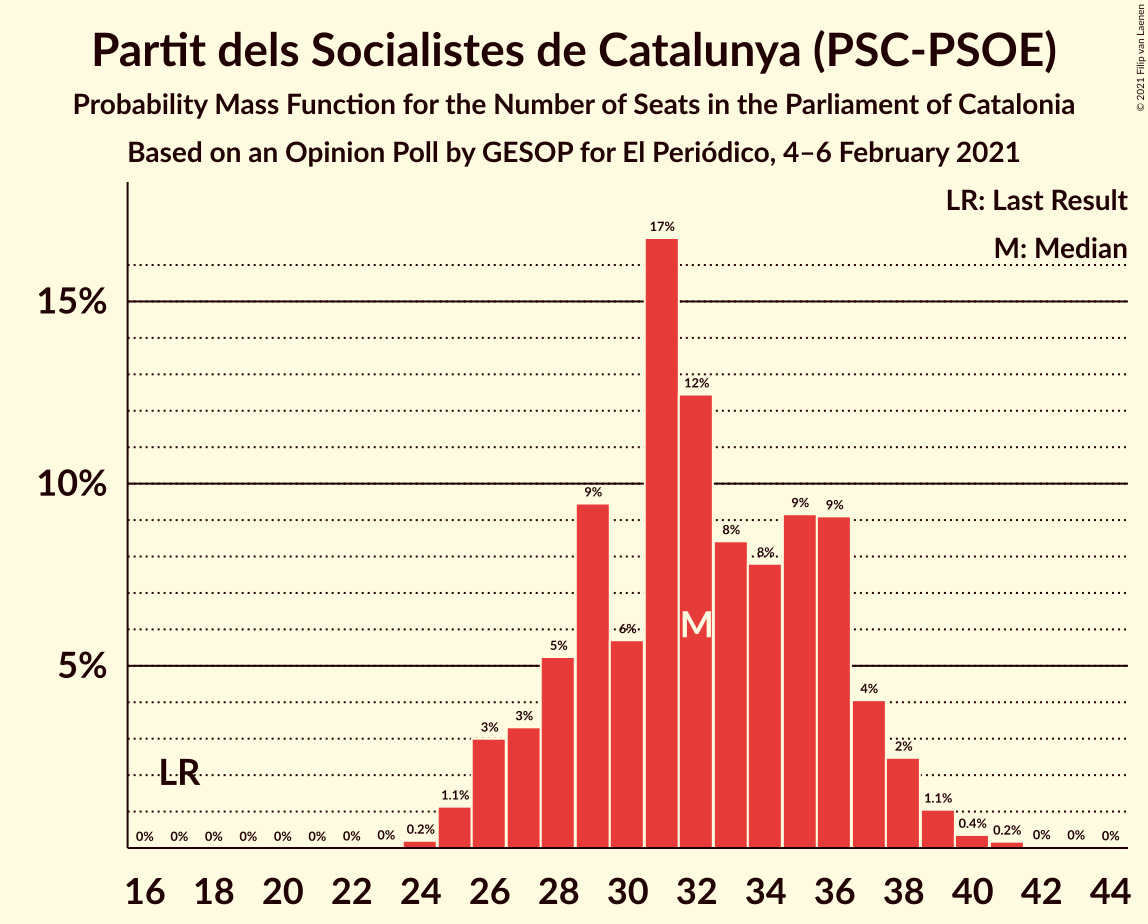 Partit dels Socialistes de Catalunya (PSC-PSOE)
Probability Mass Function for the Number of Seats in the Parliament of Catalonia
Based on an Opinion Poll by GESOP for El Periódico, 4–6 February 2021
© 2021 Filip van Laenen
LR: Last Result
M: Median
17%
15%
12%
10%
9%
9%
9%
8%
8%
6%
M
5%
5%
4%
3%
3%
2%
LR
1.1%
1.1%
0% 0% 0% 0% 0% 0% 0% 0% 0.2% 0.4% 0.2% 0% 0% 0%
16 18 20 22 24 26 28 30 32 34 36 38 40 42 44